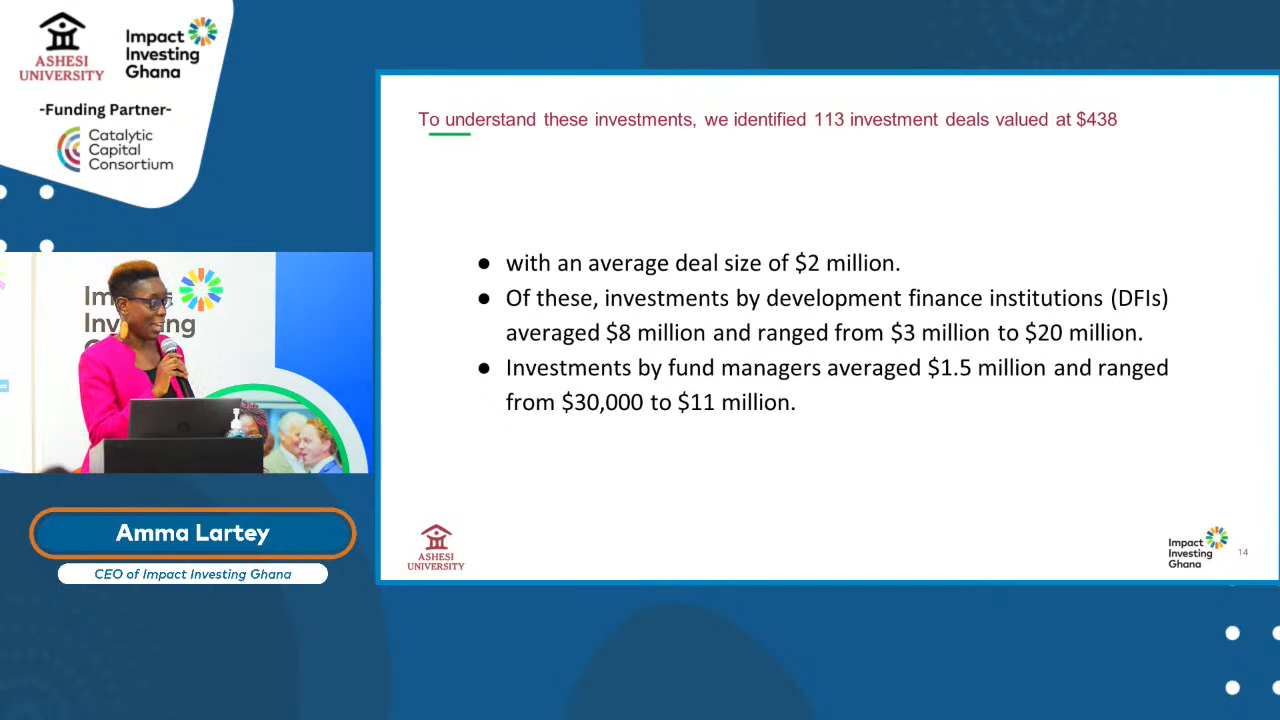 ASHESI
UNIVERSITY
Impact
Investing
Ghana
-Funding Partner-
Catalytic
Capital
Consortium
To understand these investments, we identified 113 investment deals valued at $438
● with an average deal size of $2 million.
● Of these, investments by development finance institutions (DFIs)
averaged $8 million and ranged from $3 million to $20 million.
● Investments by fund managers averaged $1.5 million and ranged
from $30,000 to $11 million.
ASHESI
UNIVERSITY
Impact
Investing
Ghana
14
Amma Lartey
CEO of Impact Investing Ghana